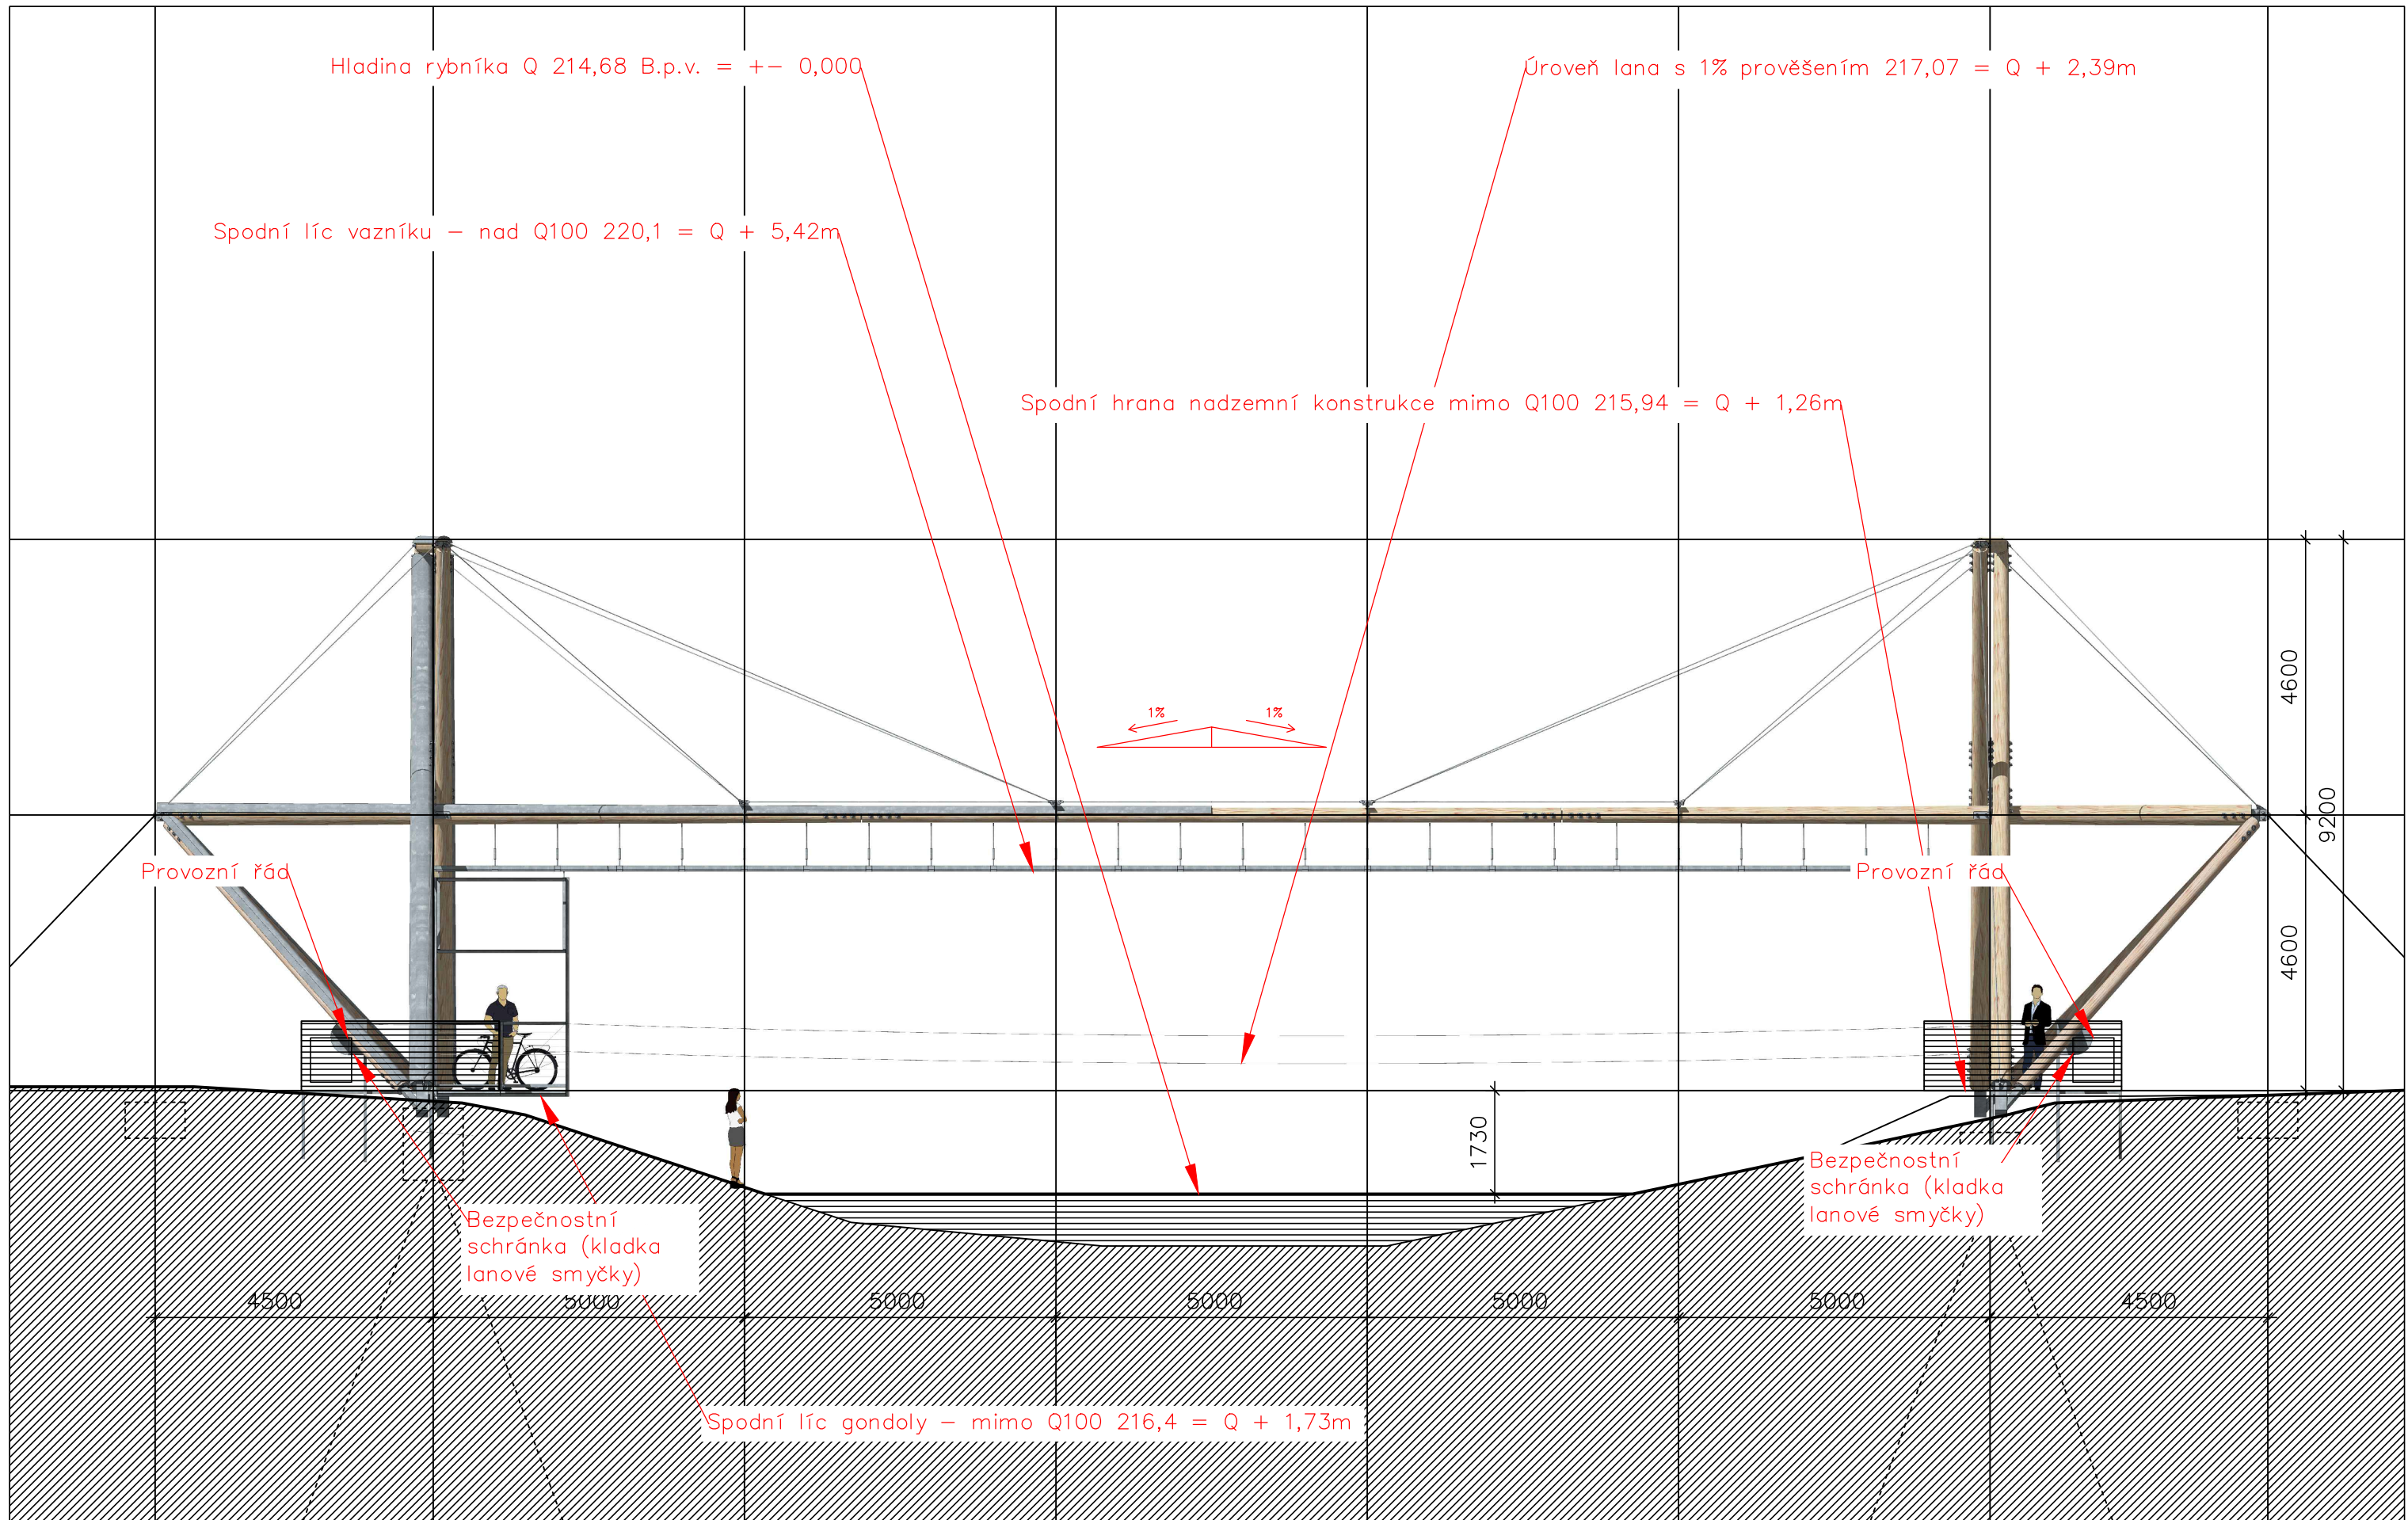 Hladina rybníka Q 214,68 B.p.v. = +− 0,000
Úroveň lana s 1% prověšením 217,07 = Q + 2,39m
Spodní líc vazníku − nad Q100 220,1 = Q + 5,42m
Spodní hrana nadzemní konstrukce mimo Q100 215,94 = Q + 1,26m
4600
1%
1%
9200
Provozní řád
Provozní řád
4600
1730
Bezpečnostní
schránka (kladka
lanové smyčky)
Bezpečnostní
schránka (kladka
lanové smyčky)
4500
5000
5000
5000
5000
5000
4500
Spodní líc gondoly − mimo Q100 216,4 = Q + 1,73m